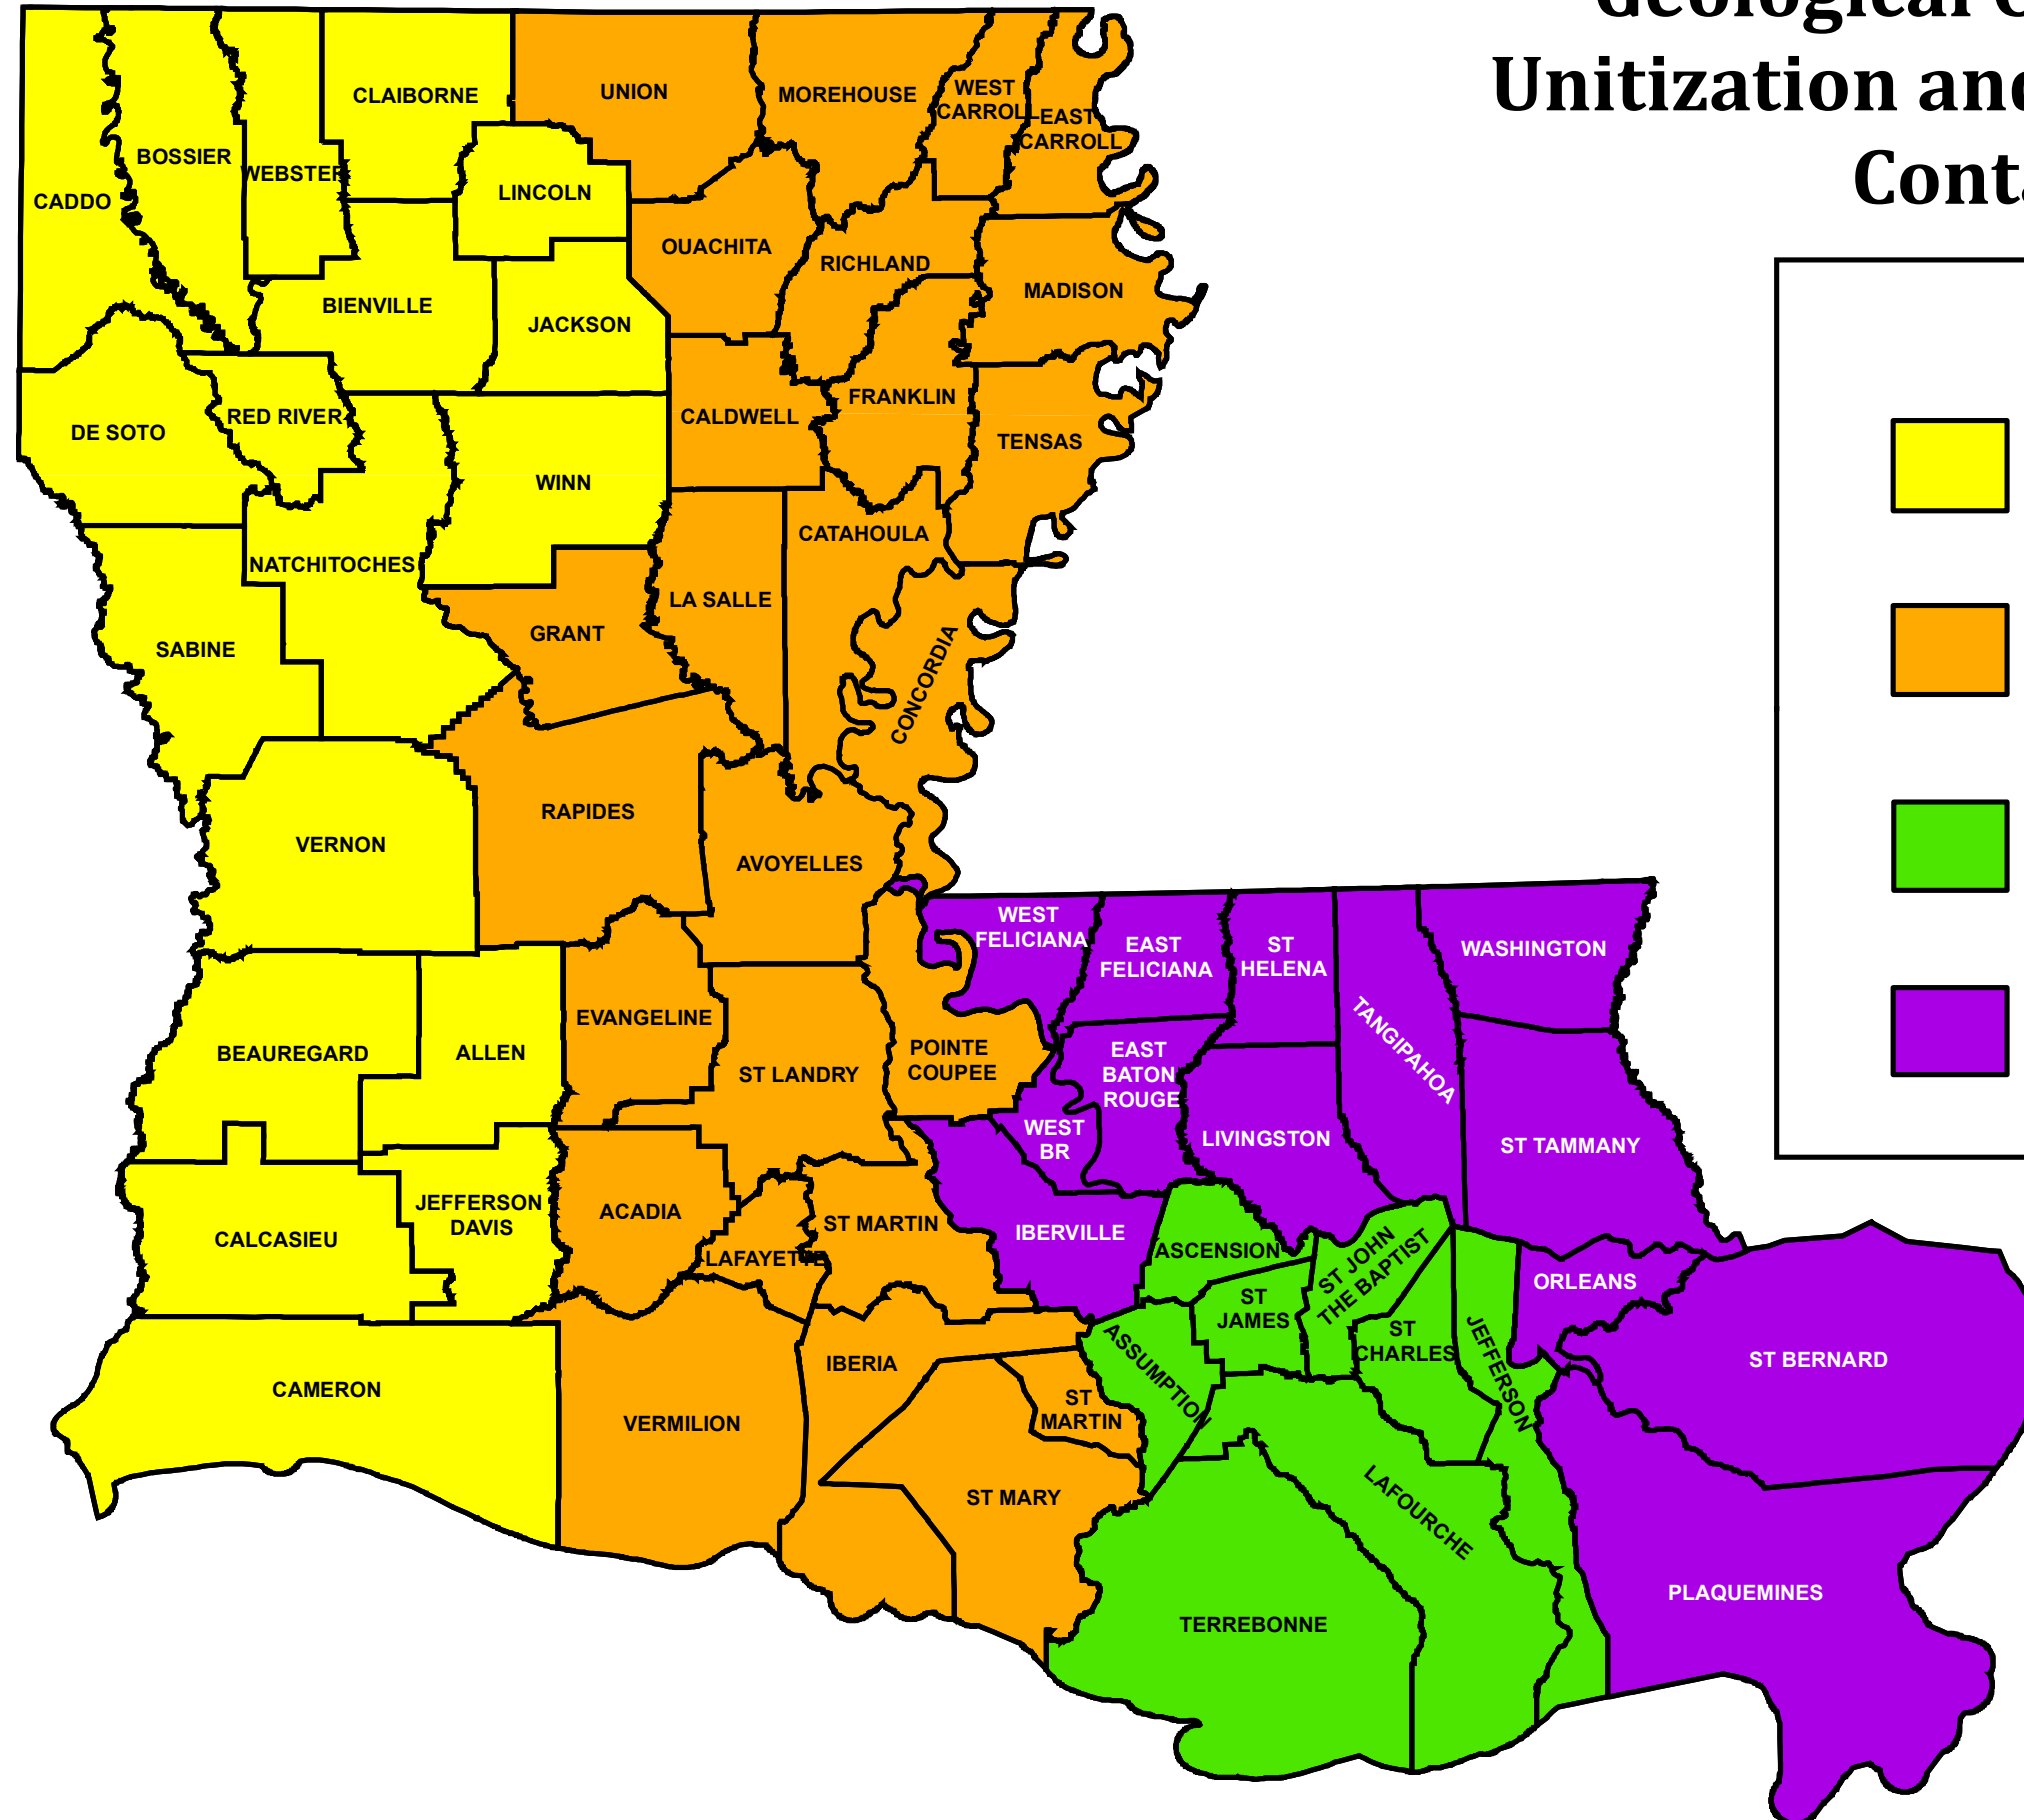 Geological
Unitization and
Conta
CLAIBORNE
UNION
MOREHOUSE
WEST
CARROLL
EAST
CARROLL
BOSSIER
WEBSTER
CADDO
LINCOLN
OUACHITA
RICHLAND
MADISON
BIENVILLE
JACKSON
DE SOTO
RED RIVER
CALDWELL
FRANKLIN
TENSAS
WINN
CATAHOULA
NATCHITOCHES
LA SALLE
GRANT
SABINE
CONCORDIA
RAPIDES
VERNON
AVOYELLES
WEST
FELICIANA
EAST
FELICIANA
ST
HELENA
WASHINGTON
TANGIPAHOA
EVANGELINE
BEAUREGARD
ALLEN
ST LANDRY
POINTE
COUPEE
EAST
BATON
ROUGE
WEST
BR
LIVINGSTON
ST TAMMANY
JEFFERSON
DAVIS
ACADIA
ST MARTIN
IBERVILLE
CALCASIEU
LAFAYETTE
ASCENSION
ST JOHN
THE BAPTIST
ORLEANS
ST
JAMES
ST
CHARLES
JEFFERSON
ST BERNARD
ASSUMPTION
IBERIA
CAMERON
VERMILION
ST
MARTIN
ST MARY
LAFOURCHE
PLAQUEMINES
TERREBONNE